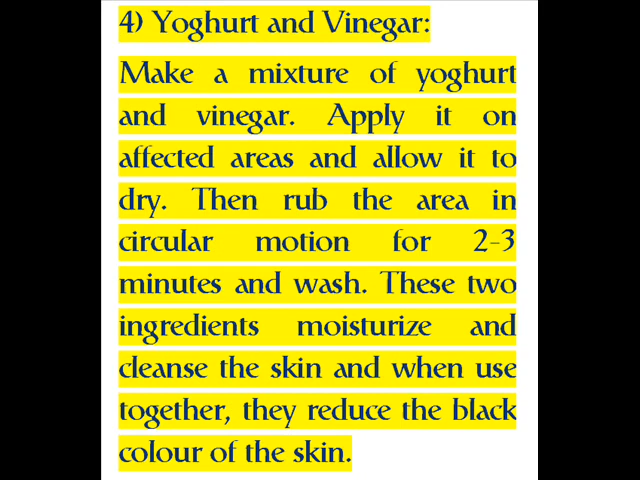 4) Yoghurt and Vinegar:
Make a mixture of yoghurt
and vinegar. Apply it on
affected areas and allow it to
dry. Then rub the area in
circular motion for 2-3
minutes and wash. These two
ingredients moisturize and
cleanse the skin and when use
together, they reduce the black
colour of the skin.